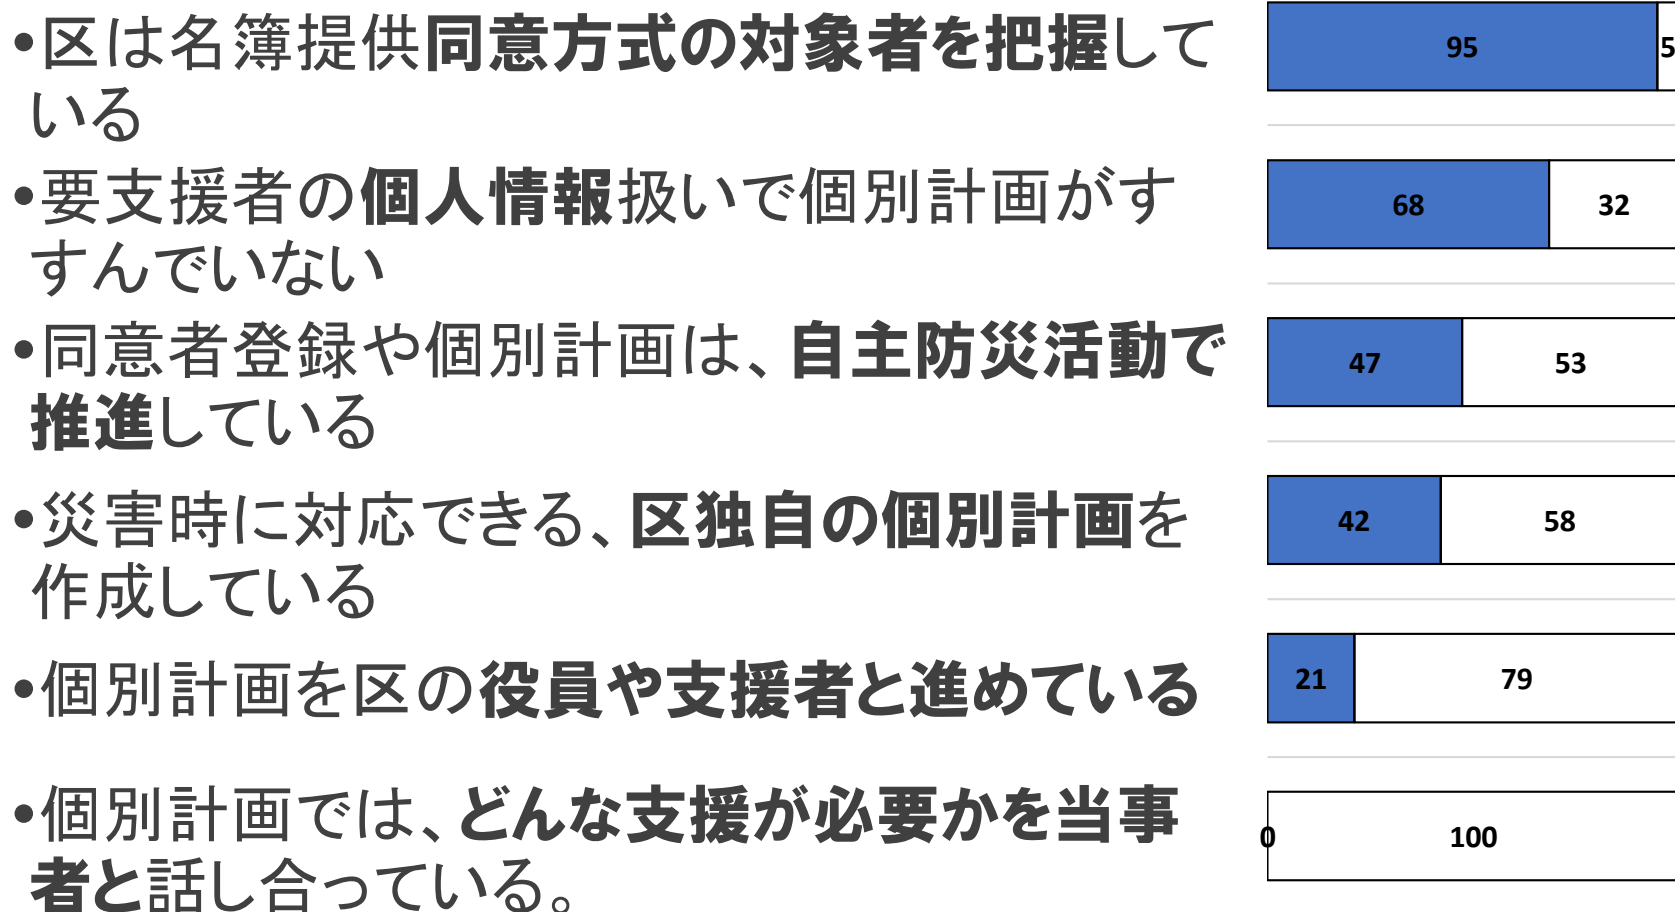 •区は名簿提供同意方式の対象者を把握して
いる
95 5
•要支援者の個人情報扱いで個別計画がす
すんでいない
68 32
•同意者登録や個別計画は、自主防災活動で
推進している
47 53
•災害時に対応できる、区独自の個別計画を
作成している
42 58
•個別計画を区の役員や支援者と進めている
21 79
•個別計画では、どんな支援が必要かを当事
者と話し合っている。
0 100